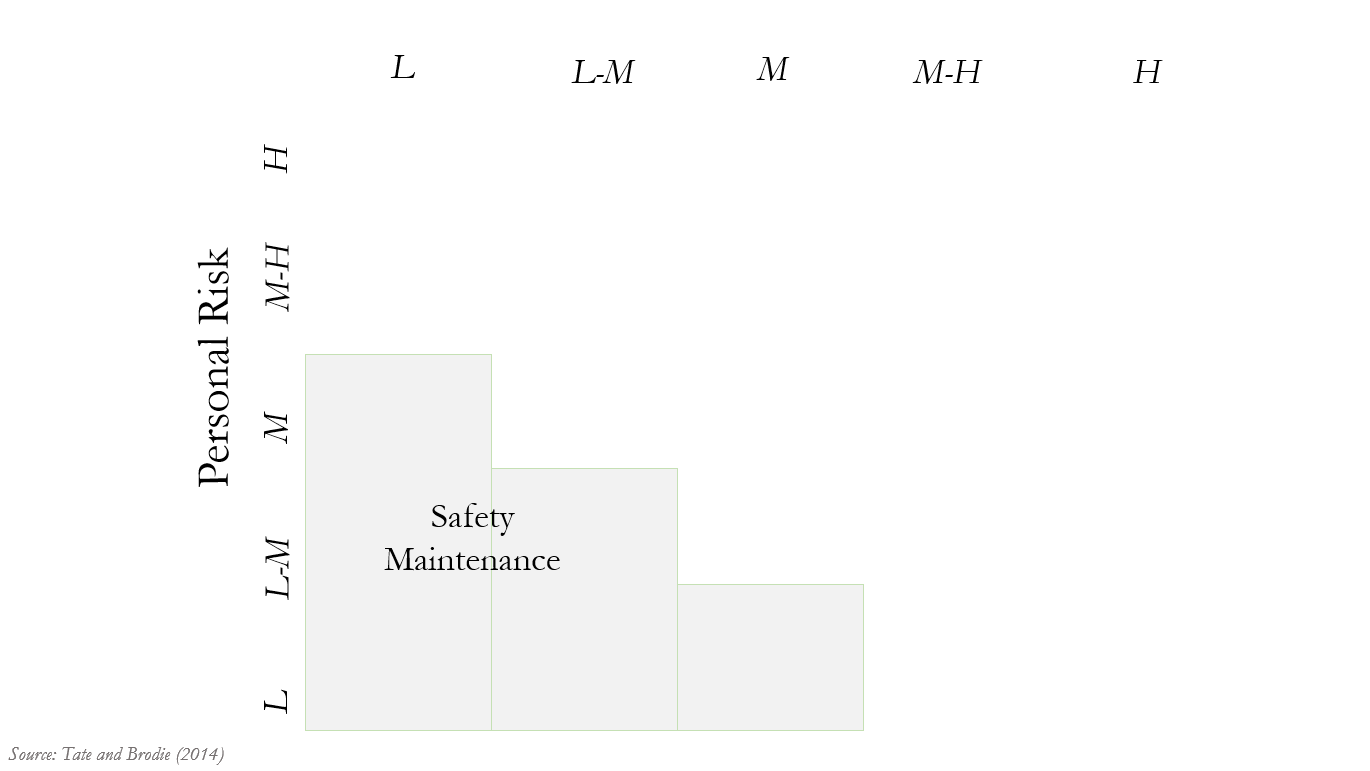 L L-M M M-H H
H
M-H
Personal Risk
M
Safety
Maintenance
L-M
L
Source: Tate and Brodie (2014)